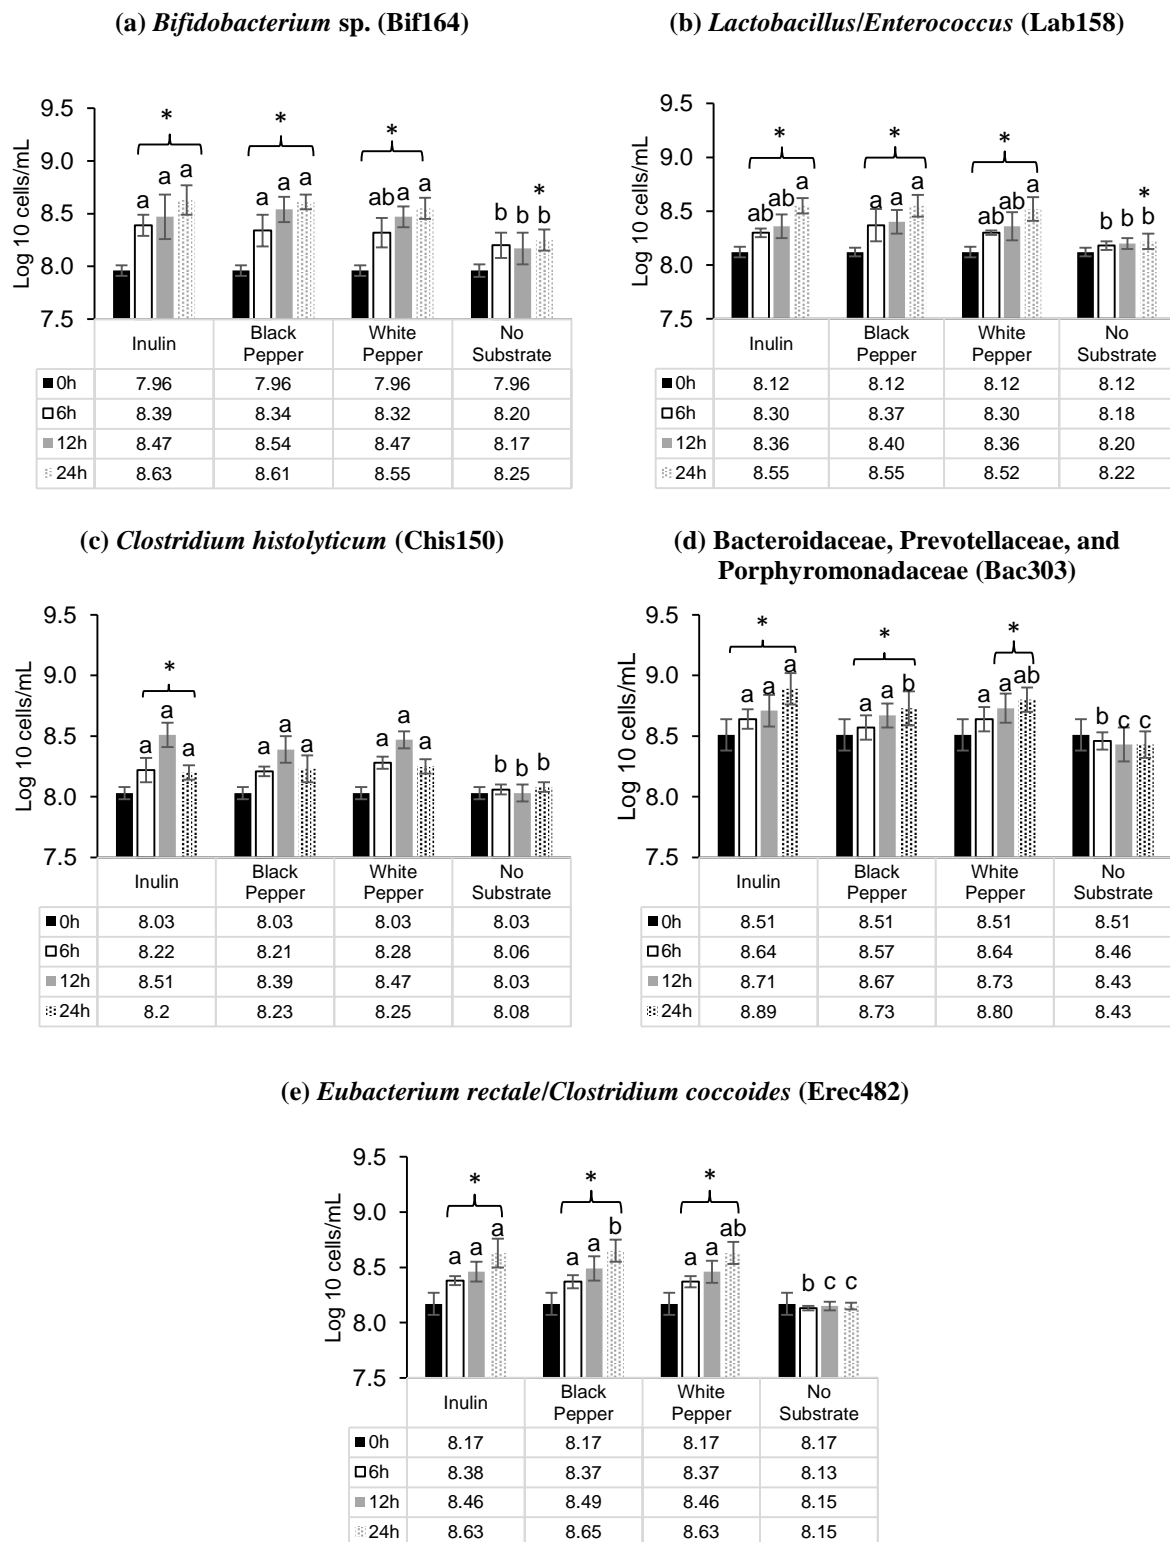 (a) Bifidobacterium sp. (Bif164)
Log 10 cells/mL
9.5
9.0
8.5
8.0
7.5
* * * *
a a a a a a ab a a b b b
Inulin Black Pepper White Pepper No Substrate
0h 7.96 7.96 7.96 7.96
6h 8.39 8.34 8.32 8.20
12h 8.47 8.54 8.47 8.17
24h 8.63 8.61 8.55 8.25
(b) Lactobacillus/Enterococcus (Lab158)
Log 10 cells/mL
9.5
9.0
8.5
8.0
7.5
* * * *
ab ab a a a a ab ab a b b b
Inulin Black Pepper White Pepper No Substrate
0h 8.12 8.12 8.12 8.12
6h 8.30 8.37 8.30 8.18
12h 8.36 8.40 8.36 8.20
24h 8.55 8.55 8.52 8.22
(c) Clostridium histolyticum (Chis150)
Log 10 cells/mL
9.5
9.0
8.5
8.0
7.5
*
a a a a a a a a a b b b
Inulin Black Pepper White Pepper No Substrate
0h 8.03 8.03 8.03 8.03
6h 8.22 8.21 8.28 8.06
12h 8.51 8.39 8.47 8.03
24h 8.2 8.23 8.25 8.08
(d) Bacteroidaceae, Prevotellaceae, and
Porphyromonadaceae (Bac303)
Log 10 cells/mL
9.5
9.0
8.5
8.0
7.5
* * *
a a a a a b a a ab b c c
Inulin Black Pepper White Pepper No Substrate
0h 8.51 8.51 8.51 8.51
6h 8.64 8.57 8.64 8.46
12h 8.71 8.67 8.73 8.43
24h 8.89 8.73 8.80 8.43
(e) Eubacterium rectale/Clostridium coccoides (Erec482)
Log 10 cells/mL
9.5
9.0
8.5
8.0
7.5
* * *
a a a a a b a a ab b c c
Inulin Black Pepper White Pepper No Substrate
0h 8.17 8.17 8.17 8.17
6h 8.38 8.37 8.37 8.13
12h 8.46 8.49 8.46 8.15
24h 8.63 8.65 8.63 8.15